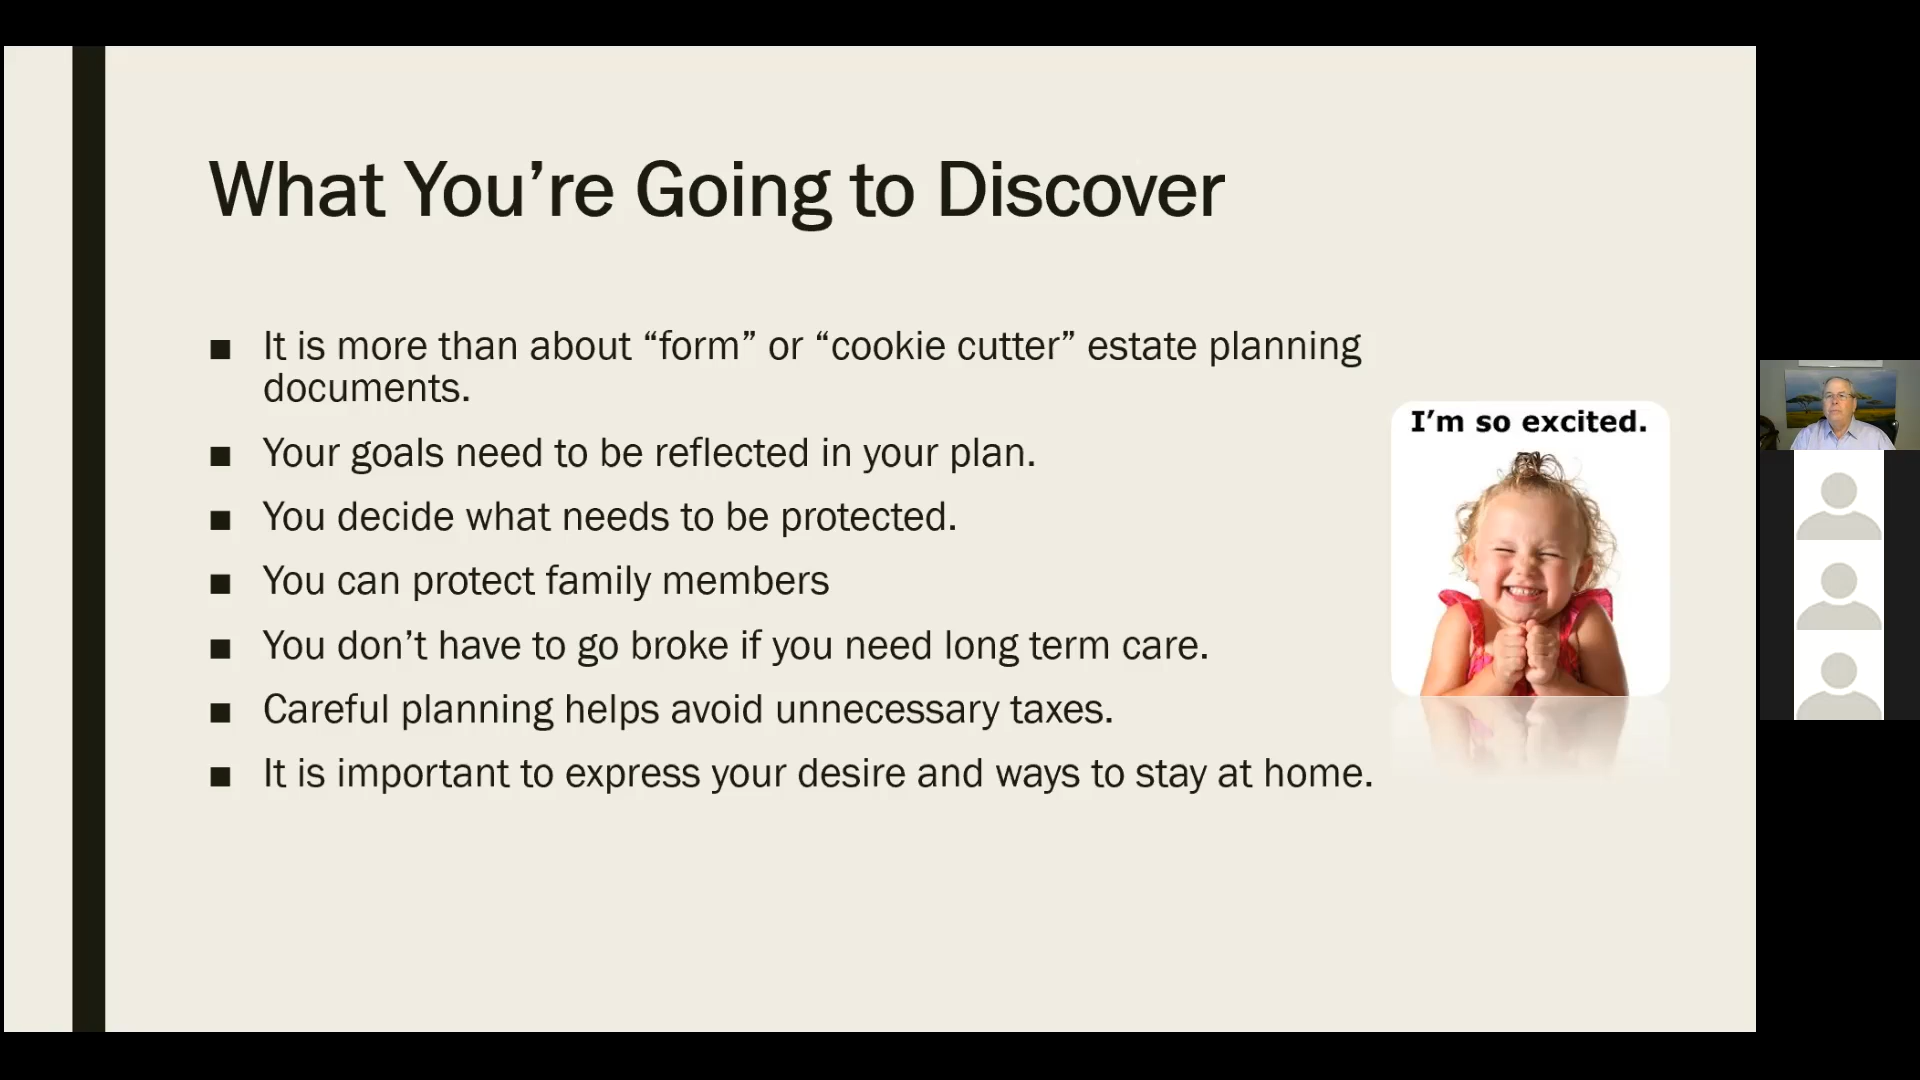 What You’re Going to Discover
■ It is more than about “form” or “cookie cutter” estate planning
documents.
■ Your goals need to be reflected in your plan.
■ You decide what needs to be protected.
■ You can protect family members
■ You don’t have to go broke if you need long term care.
■ Careful planning helps avoid unnecessary taxes.
■ It is important to express your desire and ways to stay at home.
I’m so excited.